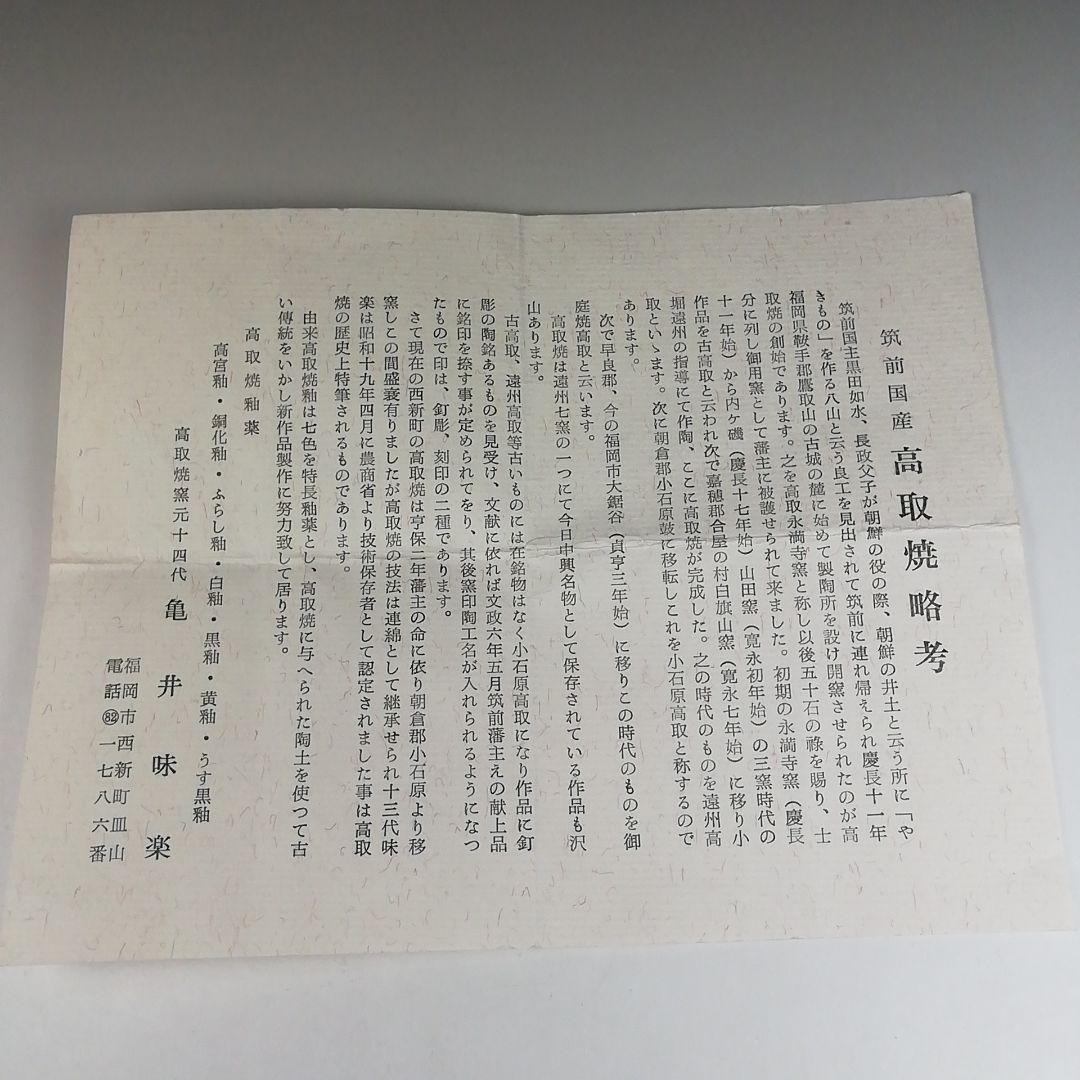 筑前国産 高取焼略考
筑前国主黒田如水、長政父子が朝鮮の役の際、朝鮮の井土と云う所に「や
きもの」を作る八山と云う良工を見出されて筑前に連れ帰えられ慶長十一年
福岡県鞍手郡鷹取山の古城の麓に始めて製陶所を設け開窯させられたのが高
取焼の創始であります。之を高取永満寺窯と称し以後五十石の祿を賜り、士
分に列し御用窯として藩主に被護せられて来ました。初期の永満寺窯（慶長
十一年始）から内ヶ磯（慶長十七年始）山田窯（寛永初年始）の三窯時代の
作品を古高取と云われ次で嘉穂郡合屋の村白旗山窯（寛永七年始）に移り小
堀遠州の指導にて作陶、ここに高取焼が完成した。之の時代のものを遠州高
取といゝます。次に朝倉郡小石原鼓に移転しこれを小石原高取と称するので
あります。
次で早良郡、今の福岡市大鋸谷（貞亨三年始）に移りこの時代のものを御
庭焼高取と云います。
高取焼は遠州七窯の一つにて今日中興名物として保存されている作品も沢
山あります。
古高取、遠州高取等古いものには在銘物はなく小石原高取になり作品に釘
彫の陶銘あるものを見受け、文献に依れば文政六年五月筑前藩主えの献上品
に銘印を捺す事が定められてをり、其後窯印陶工名が入れられるようになつ
たもので印は、釘彫、刻印の二種であります。
さて現在の西新町の高取焼は亨保二年藩主の命に依り朝倉郡小石原より移
窯しこの間盛衰有りましたが高取焼の技法は連綿として継承せられ十三代味
楽は昭和十九年四月に農商省より技術保存者として認定されました事は高取
焼の歴史上特筆されるものであります。
由来高取焼釉は七色を特長釉薬とし、高取焼に与へられた陶土を使つて古
い傳統をいかし新作品製作に努力致して居ります。
高取焼釉薬
高宮釉・銅化釉・ふらし釉・白釉・黒釉・黄釉・うす黒釉
高取焼窯元十四代 亀井味楽
福岡市西新町皿山
電話㊇一七八六番